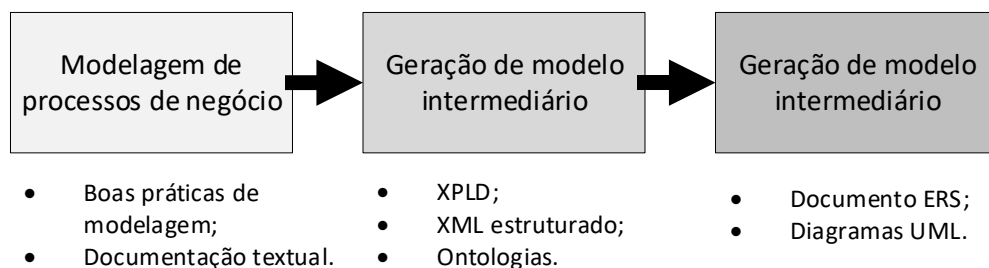 Modelagem de
processos de negócio
Geração de modelo
intermediário
Geração de modelo
intermediário
• Boas práticas de
modelagem;
• Documentação textual.
• XPLD;
• XML estruturado;
• Ontologias.
• Documento ERS;
• Diagramas UML.